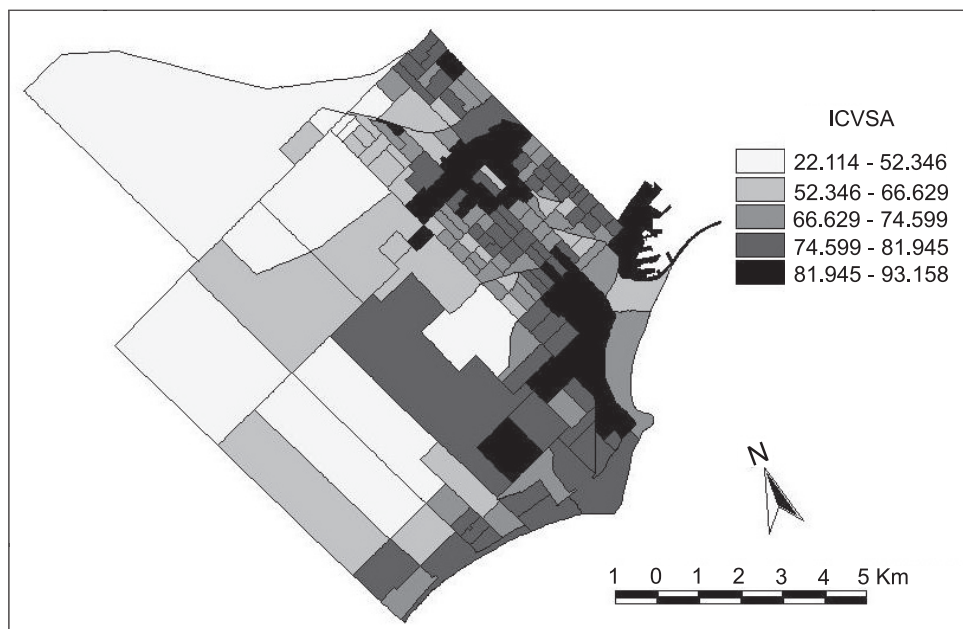 ICVSA
22.114 - 52.346
52.346 - 66.629
66.629 - 74.599
74.599 - 81.945
81.945 - 93.158
N
1 0 1 2 3 4 5 Km